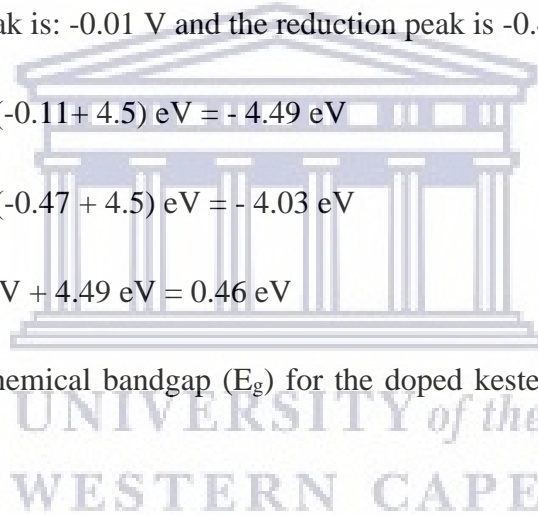 ak is: -0.01 V and the reduction peak is -0.
(-0.11+ 4.5) eV = - 4.49 eV
(-0.47 + 4.5) eV = - 4.03 eV
V + 4.49 eV = 0.46 eV
hemical bandgap (Eg) for the doped keste
UNIVERSITY of the
WESTERN CAPE